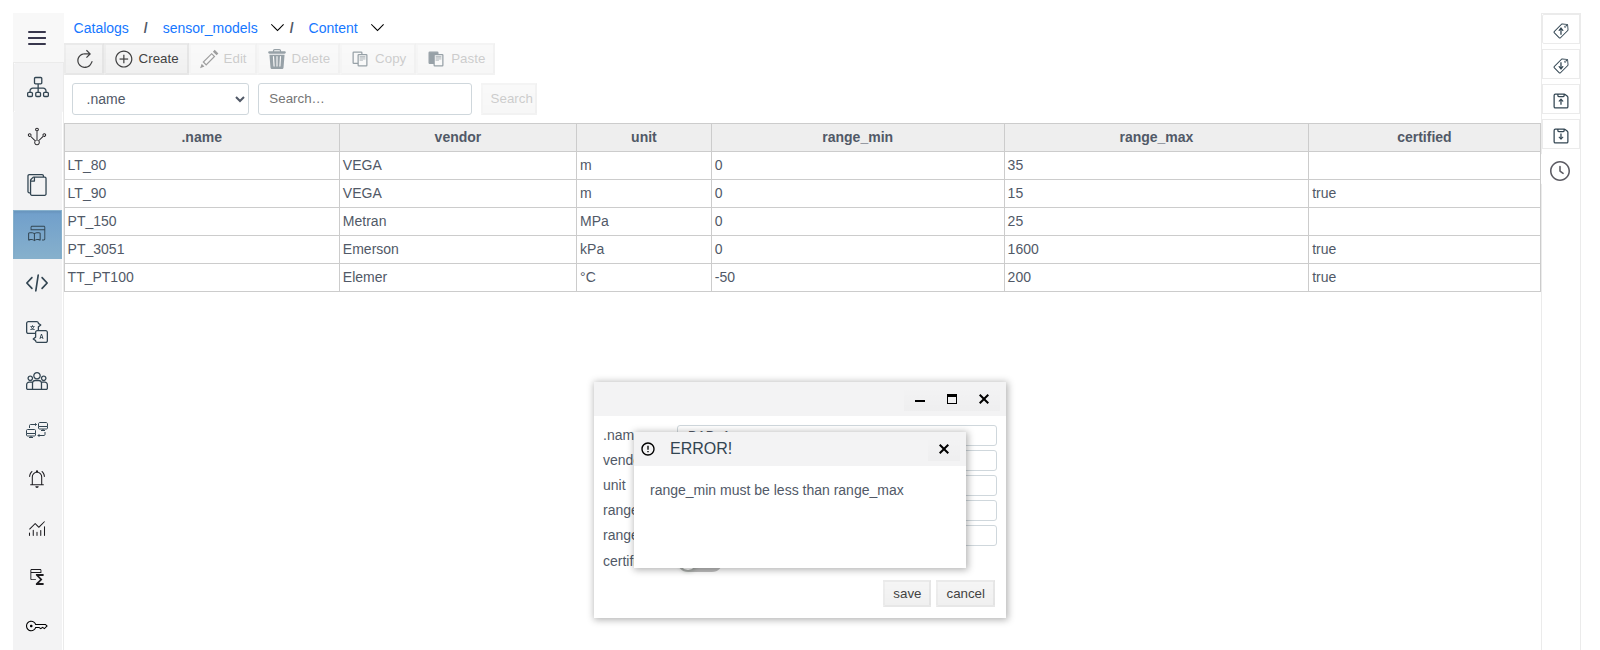 Catalogs / sensor_models / Content
Create Edit Delete Copy Paste
.name Search... Search
.name vendor unit range_min range_max certified
LT_80 VEGA m 0 35
LT_90 VEGA m 0 15 true
PT_150 Metran MPa 0 25
PT_3051 Emerson kPa 0 1600 true
TT_PT100 Elemer °C -50 200 true
ERROR!
range_min must be less than range_max
unit
save cancel